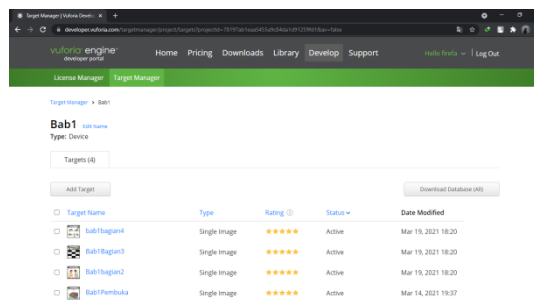 Target Manager | Vuforia Develo
developer.vuforia.com/targetmanager/project/targets?projectId=
vuforia engine
developer portal
Home Pricing Downloads Library Develop Support
Hello firefa Log Out
License Manager Target Manager
Target Manager > Bab1
Bab1 Edit Name
Type: Device
Targets (4)
Add Target Download Database (All)
Target Name Type Rating Status Date Modified
bab1bagian4 Single Image Active Mar 19, 2021 18:20
Bab1Bagian3 Single Image Active Mar 19, 2021 18:20
Bab1bagian2 Single Image Active Mar 19, 2021 18:20
Bab1Pembuka Single Image Active Mar 14, 2021 19:37